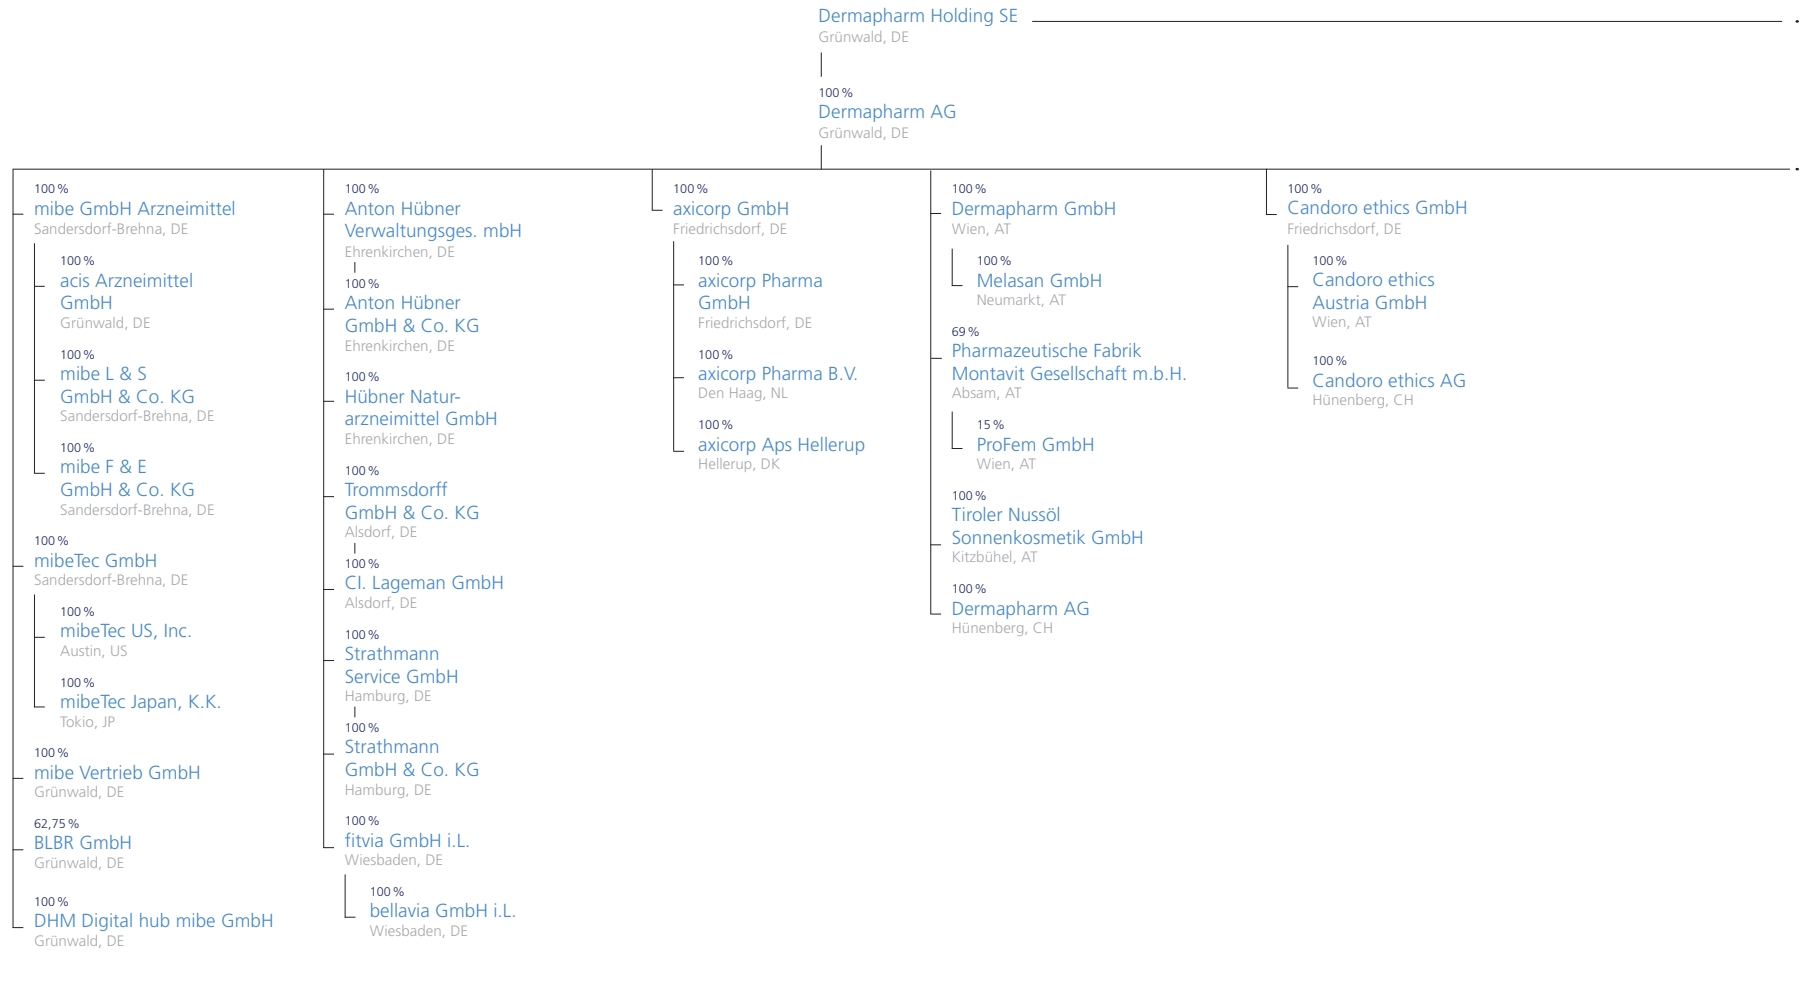 Dermapharm Holding SE
Grünwald, DE
100 %
Dermapharm AG
Grünwald, DE
100 %
mibe GmbH Arzneimittel
Sandersdorf-Brehna, DE
100 %
acis Arzneimittel
GmbH
Grünwald, DE
100 %
mibe L & S
GmbH & Co. KG
Sandersdorf-Brehna, DE
100 %
mibe F & E
GmbH & Co. KG
Sandersdorf-Brehna, DE
100 %
mibeTec GmbH
Sandersdorf-Brehna, DE
100 %
mibeTec US, Inc.
Austin, US
100 %
mibeTec Japan, K.K.
Tokio, JP
100 %
mibe Vertrieb GmbH
Grünwald, DE
62,75 %
BLBR GmbH
Grünwald, DE
100 %
DHM Digital hub mibe GmbH
Grünwald, DE
100 %
Anton Hübner
Verwaltungsges. mbH
Ehrenkirchen, DE
100 %
Anton Hübner
GmbH & Co. KG
Ehrenkirchen, DE
100 %
Hübner Natur-
arzneimittel GmbH
Ehrenkirchen, DE
100 %
Trommsdorff
GmbH & Co. KG
Alsdorf, DE
100 %
CI. Lageman GmbH
Alsdorf, DE
100 %
Strathmann
Service GmbH
Hamburg, DE
100 %
Strathmann
GmbH & Co. KG
Hamburg, DE
100 %
fitvia GmbH i.L.
Wiesbaden, DE
100 %
bellavia GmbH i.L.
Wiesbaden, DE
100 %
axicorp GmbH
Friedrichsdorf, DE
100 %
axicorp Pharma
GmbH
Friedrichsdorf, DE
100 %
axicorp Pharma B.V.
Den Haag, NL
100 %
axicorp Aps Hellerup
Hellerup, DK
100 %
Dermapharm GmbH
Wien, AT
100 %
Melasan GmbH
Neumarkt, AT
69 %
Pharmazeutische Fabrik
Montavit Gesellschaft m.b.H.
Absam, AT
15 %
ProFem GmbH
Wien, AT
100 %
Tiroler Nussöl
Sonnenkosmetik GmbH
Kitzbühel, AT
100 %
Dermapharm AG
Hünenberg, CH
100 %
Candoro ethics GmbH
Friedrichsdorf, DE
100 %
Candoro ethics
Austria GmbH
Wien, AT
100 %
Candoro ethics AG
Hünenberg, CH